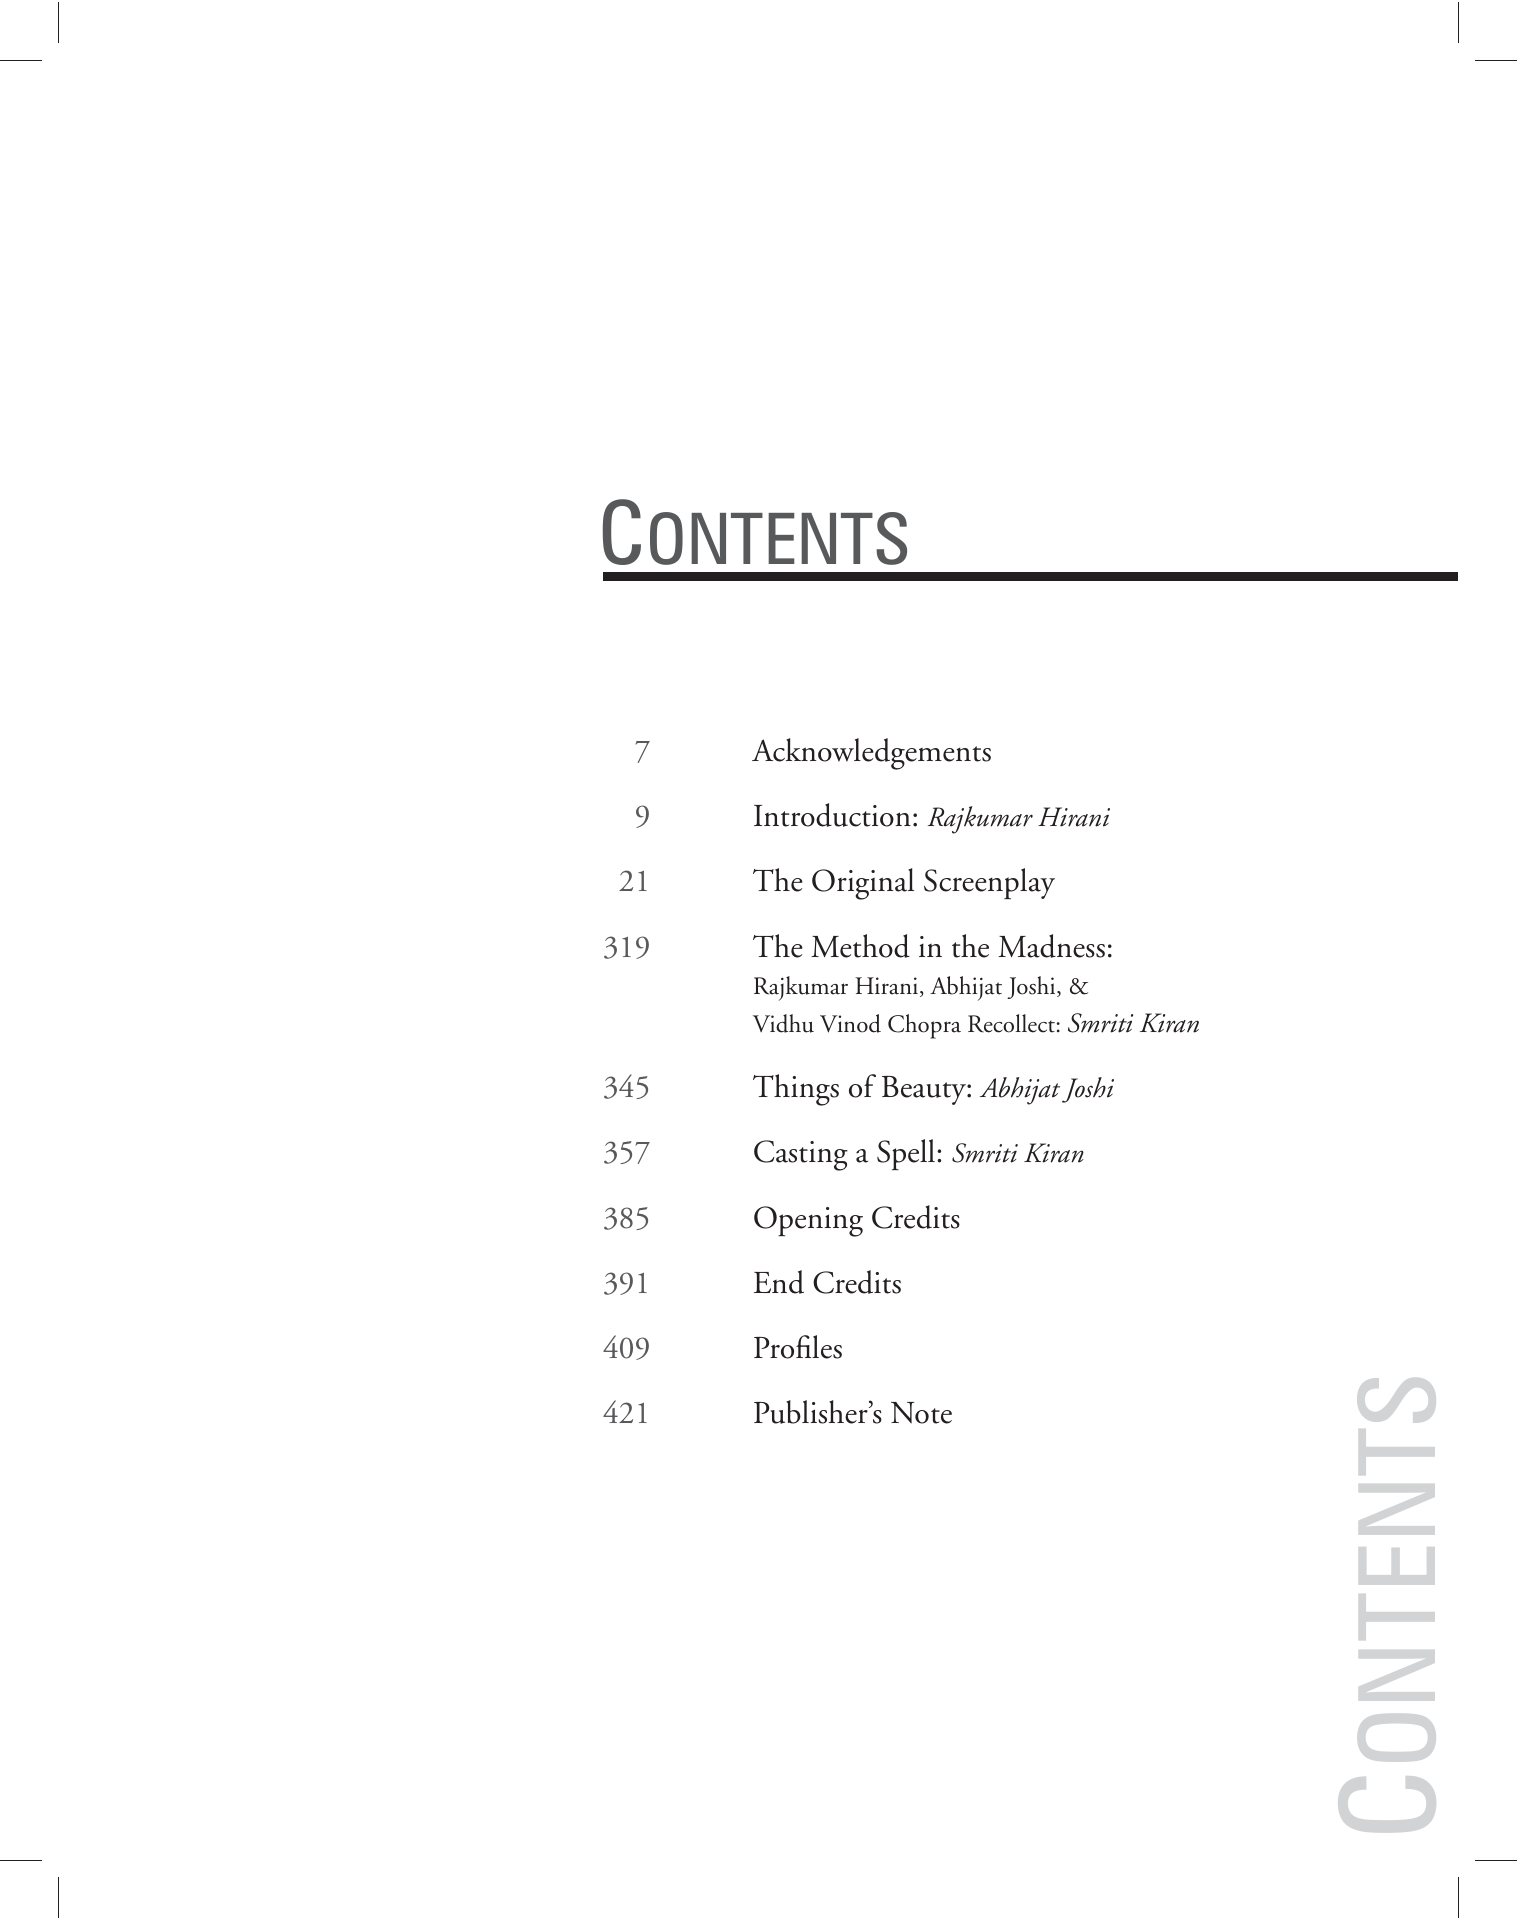 CONTENTS
7 Acknowledgements
9 Introduction: Rajkumar Hirani
21 The Original Screenplay
319 The Method in the Madness:
Rajkumar Hirani, Abhijat Joshi, &
Vidhu Vinod Chopra Recollect: Smriti Kiran
345 Things of Beauty: Abhijat Joshi
357 Casting a Spell: Smriti Kiran
385 Opening Credits
391 End Credits
409 Profiles
421 Publisher’s Note
CONTENTS